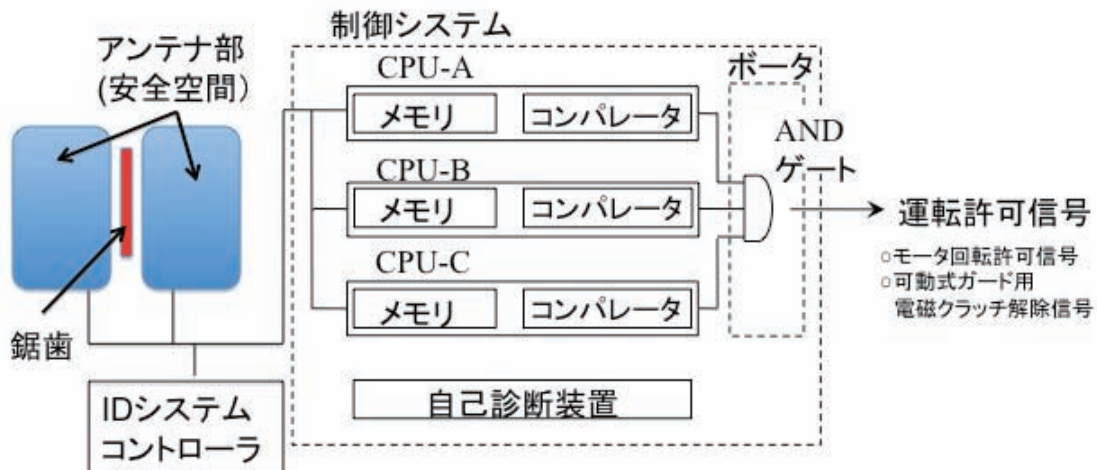 制御システム
アンテナ部
(安全空間)
CPU-A
メモリ
コンパレータ
ボータ
AND
ゲート
CPU-B
メモリ
コンパレータ
運転許可信号
○モータ回転許可信号
○可動式ガード用
電磁クラッチ解除信号
CPU-C
メモリ
コンパレータ
鋸歯
IDシステム
コントローラ
自己診断装置